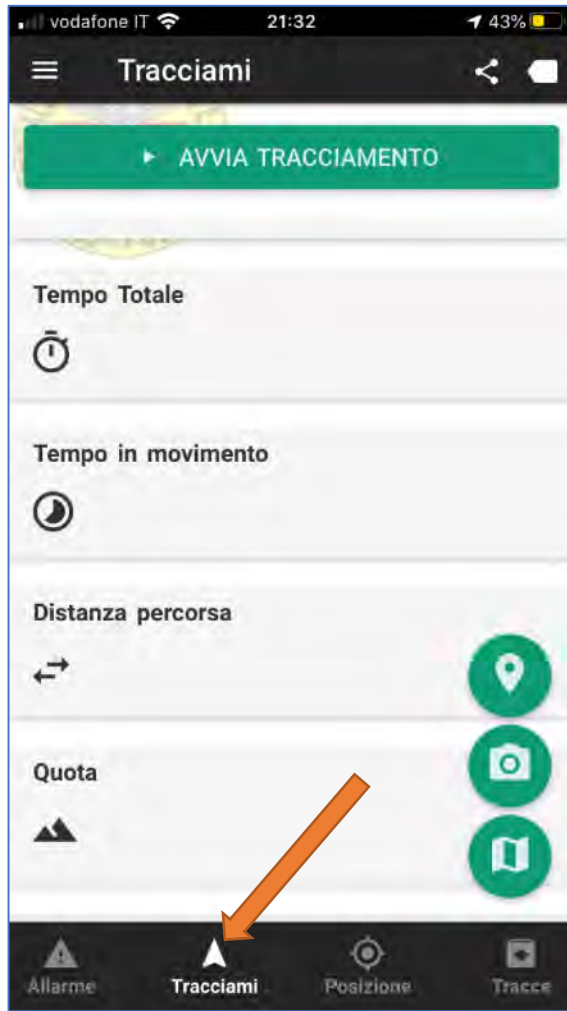 vodafone IT 21:32 43%
Tracciami
AVVIA TRACCIAMENTO
Tempo Totale
Tempo in movimento
Distanza percorsa
Quota
Allarme Tracciami Posizione Tracce